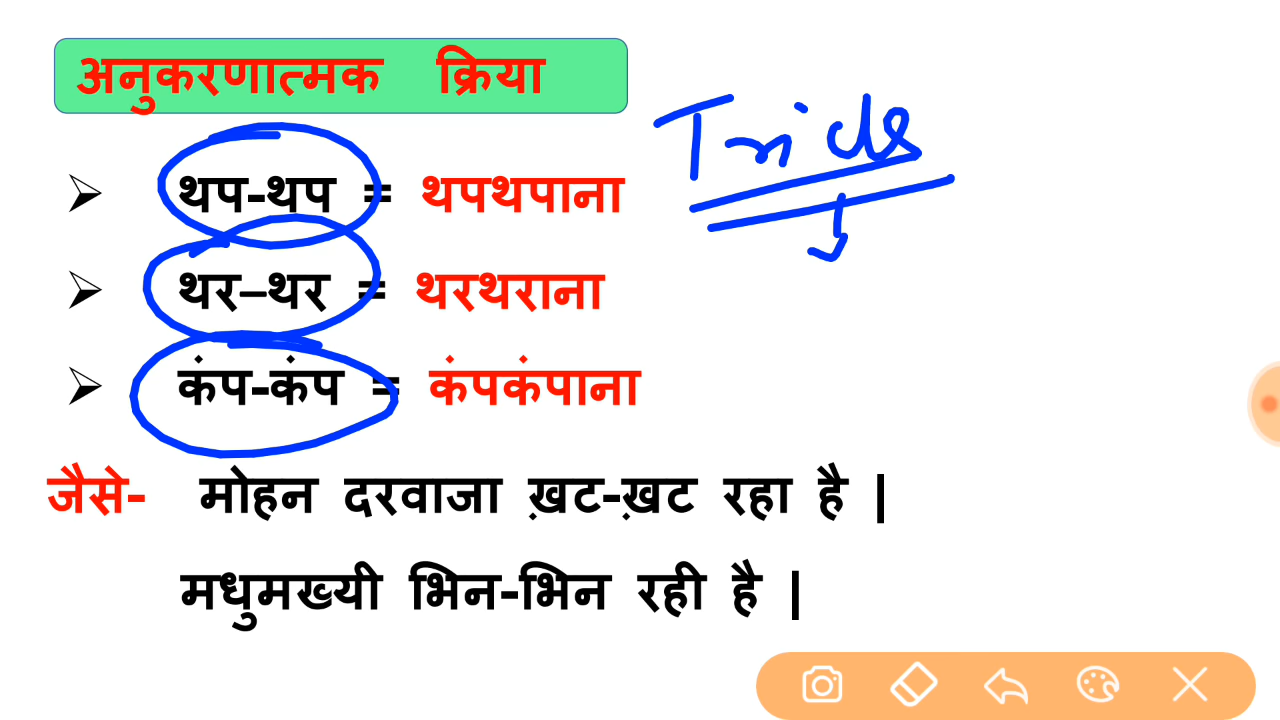 अनुकरणात्मक क्रिया
Tricks
थप-थप = थपथपाना
थर–थर = थरथराना
कंप-कंप = कंपकंपाना
जैसे- मोहन दरवाजा ख़ट-ख़ट रहा है |
मधुमख्यी भिन-भिन रही है |